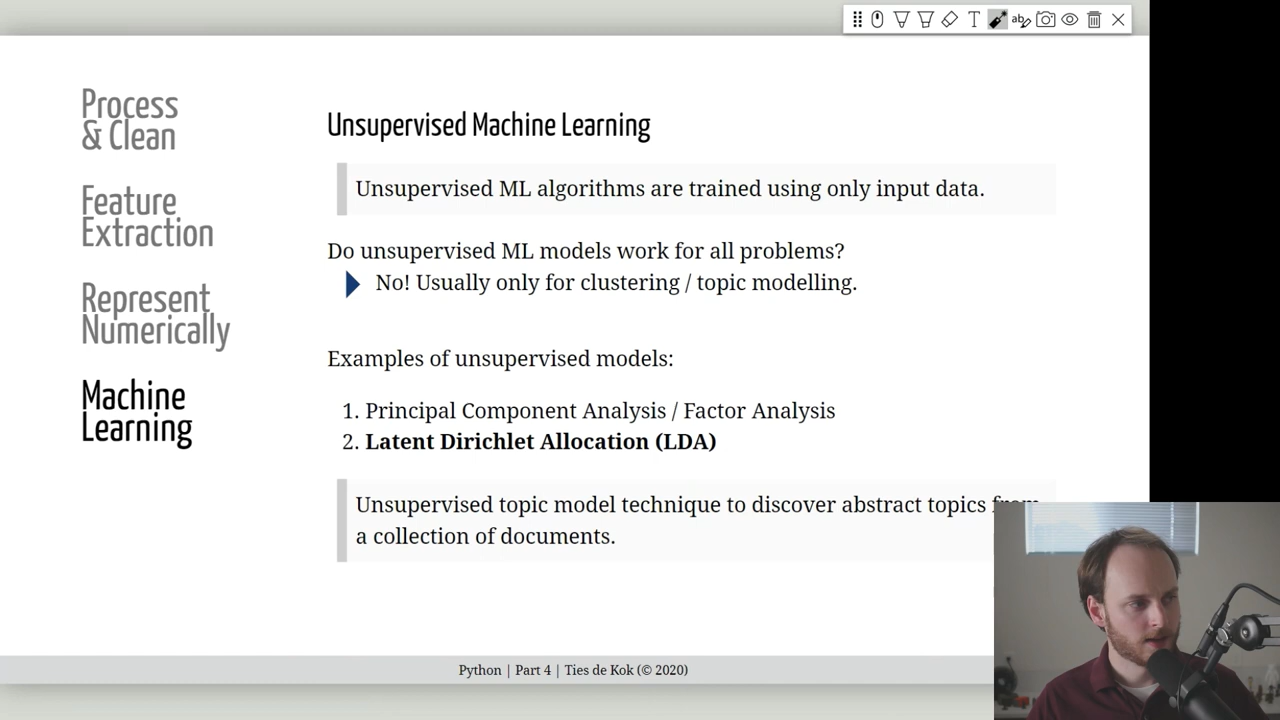 Process
& Clean
Feature
Extraction
Represent
Numerically
Machine
Learning
Unsupervised Machine Learning
Unsupervised ML algorithms are trained using only input data.
Do unsupervised ML models work for all problems?
No! Usually only for clustering / topic modelling.
Examples of unsupervised models:
1. Principal Component Analysis / Factor Analysis
2. Latent Dirichlet Allocation (LDA)
Unsupervised topic model technique to discover abstract topics from
a collection of documents.
Python | Part 4 | Ties de Kok (© 2020)